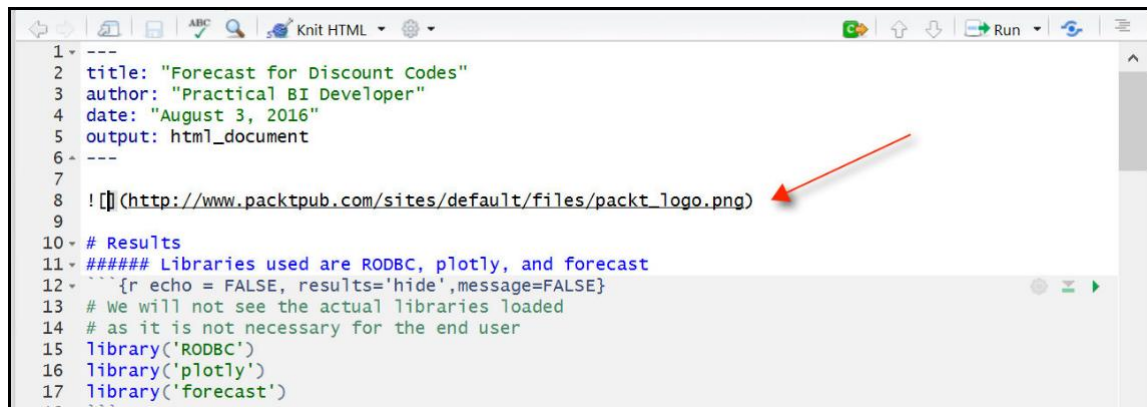 ABC Knit HTML Run
1 ---
2 title: "Forecast for Discount Codes"
3 author: "Practical BI Developer"
4 date: "August 3, 2016"
5 output: html_document
6 ---
7
8 ![](http://www.packtpub.com/sites/default/files/packt_logo.png)
9
10 # Results
11 ###### Libraries used are RODBC, plotly, and forecast
12 ```{r echo = FALSE, results='hide',message=FALSE}
13 # We will not see the actual libraries loaded
14 # as it is not necessary for the end user
15 library('RODBC')
16 library('plotly')
17 library('forecast')